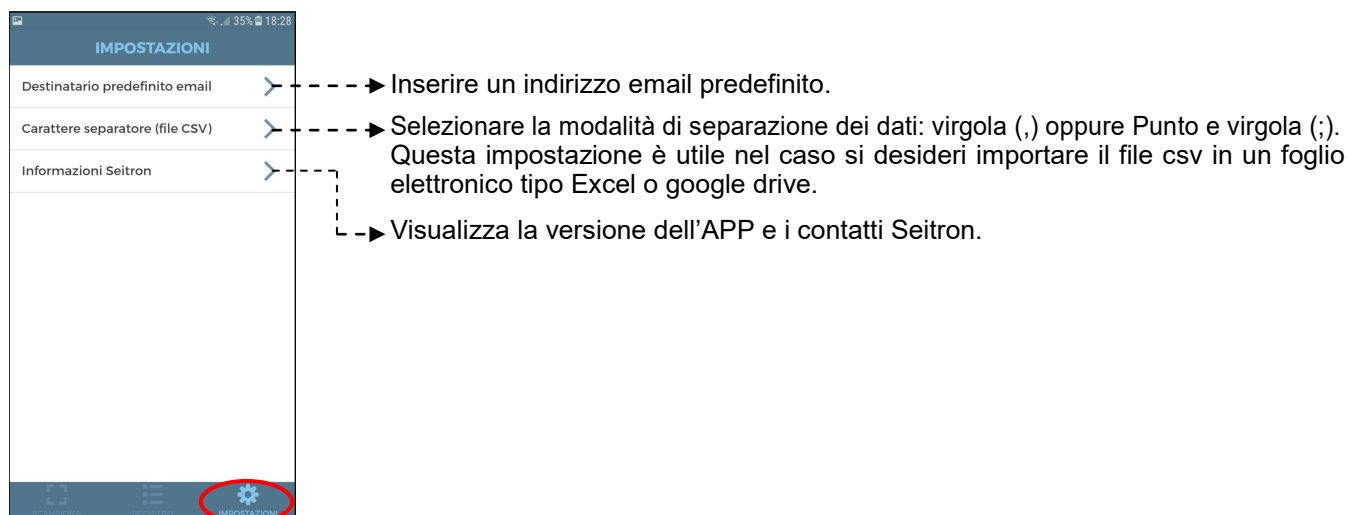 35% 18:28
IMPOSTAZIONI
Destinatario predefinito email
Inserire un indirizzo email predefinito.
Carattere separatore (file CSV)
Selezionare la modalità di separazione dei dati: virgola (,) oppure Punto e virgola (;).
Questa impostazione è utile nel caso si desideri importare il file csv in un foglio
elettronico tipo Excel o google drive.
Informazioni Seitron
Visualizza la versione dell’APP e i contatti Seitron.
SCANSIONA REGISTRO IMPOSTAZIONI